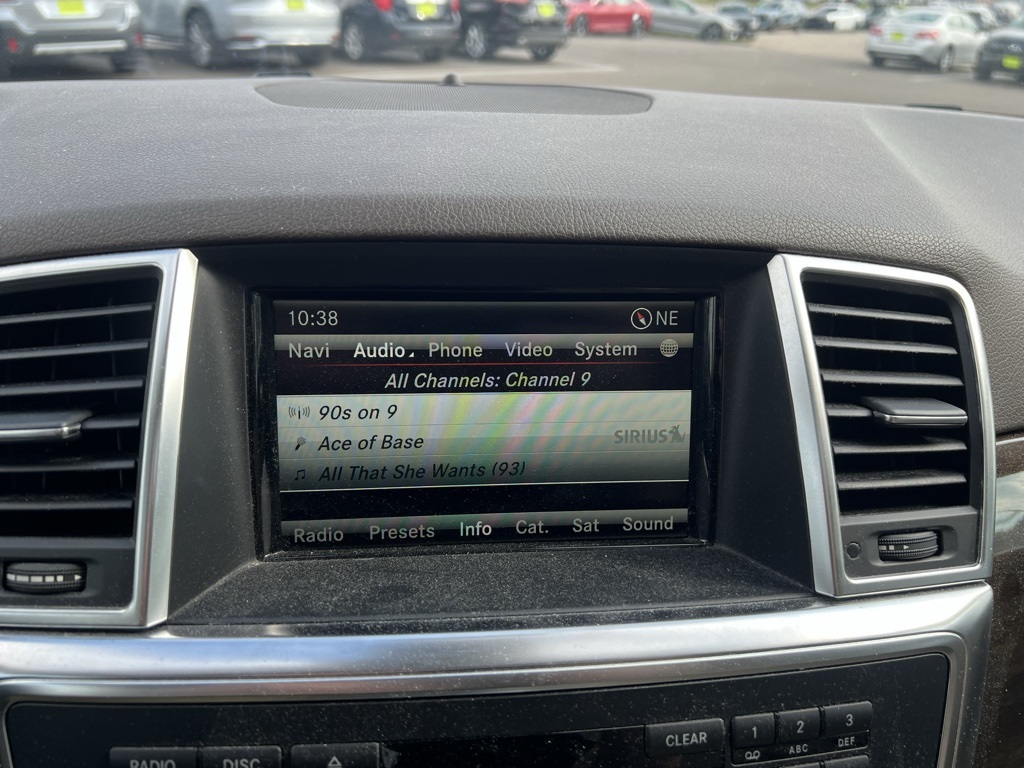 10:38 NE
Navi Audio Phone Video System
All Channels: Channel 9
90s on 9
Ace of Base
SIRIUS
All That She Wants (93)
Radio Presets Info Cat. Sat Sound
CLEAR 1 2 3
ABC DEF
RADIO DISC